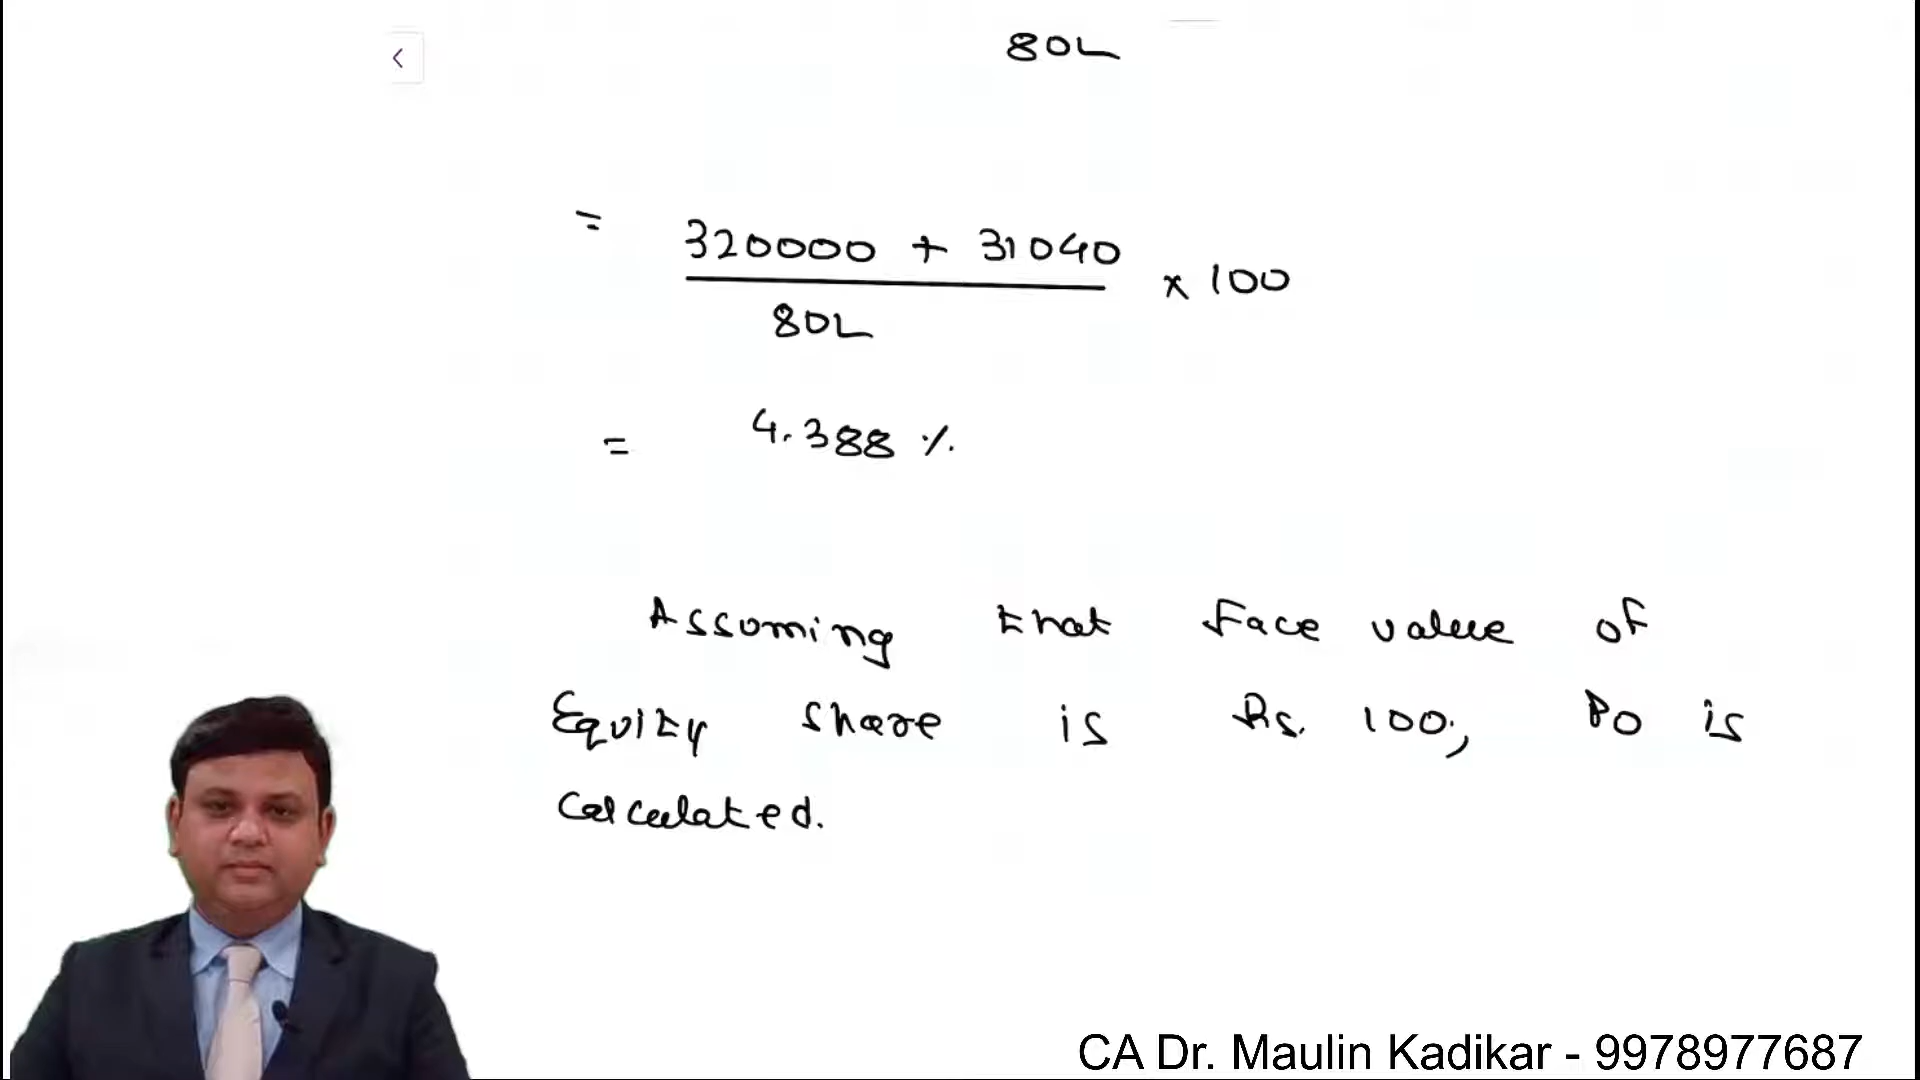 80L
= 320000 + 31040
80L
x 100
= 4.388 %
Assuming that Face value of
Equity share is Rs. 100, P0 is
Calculated.
CA Dr. Maulin Kadikar - 9978977687